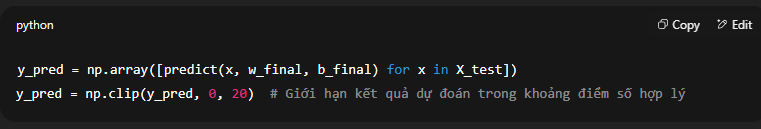 python
Copy
Edit
y_pred = np.array([predict(x, w_final, b_final) for x in X_test])
y_pred = np.clip(y_pred, 0, 20)  # Giới hạn kết quả dự đoán trong khoảng điểm số hợp lý